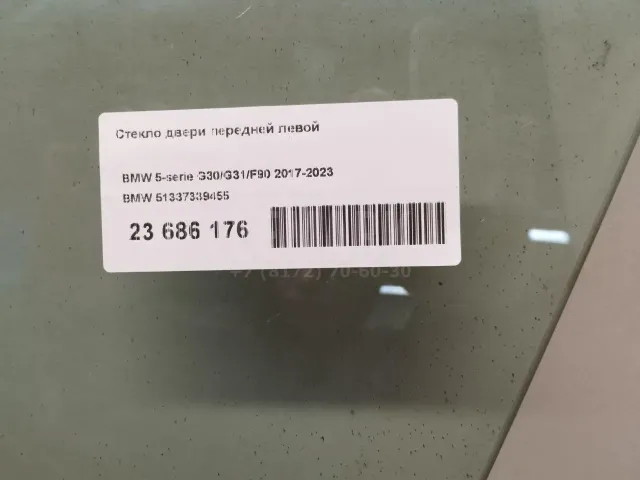 Стекло двери передней левой
BMW 5-serie G30/G31/F90 2017-2023
BMW 51337339455
23 686 176
+7 (8172) 70-60-30